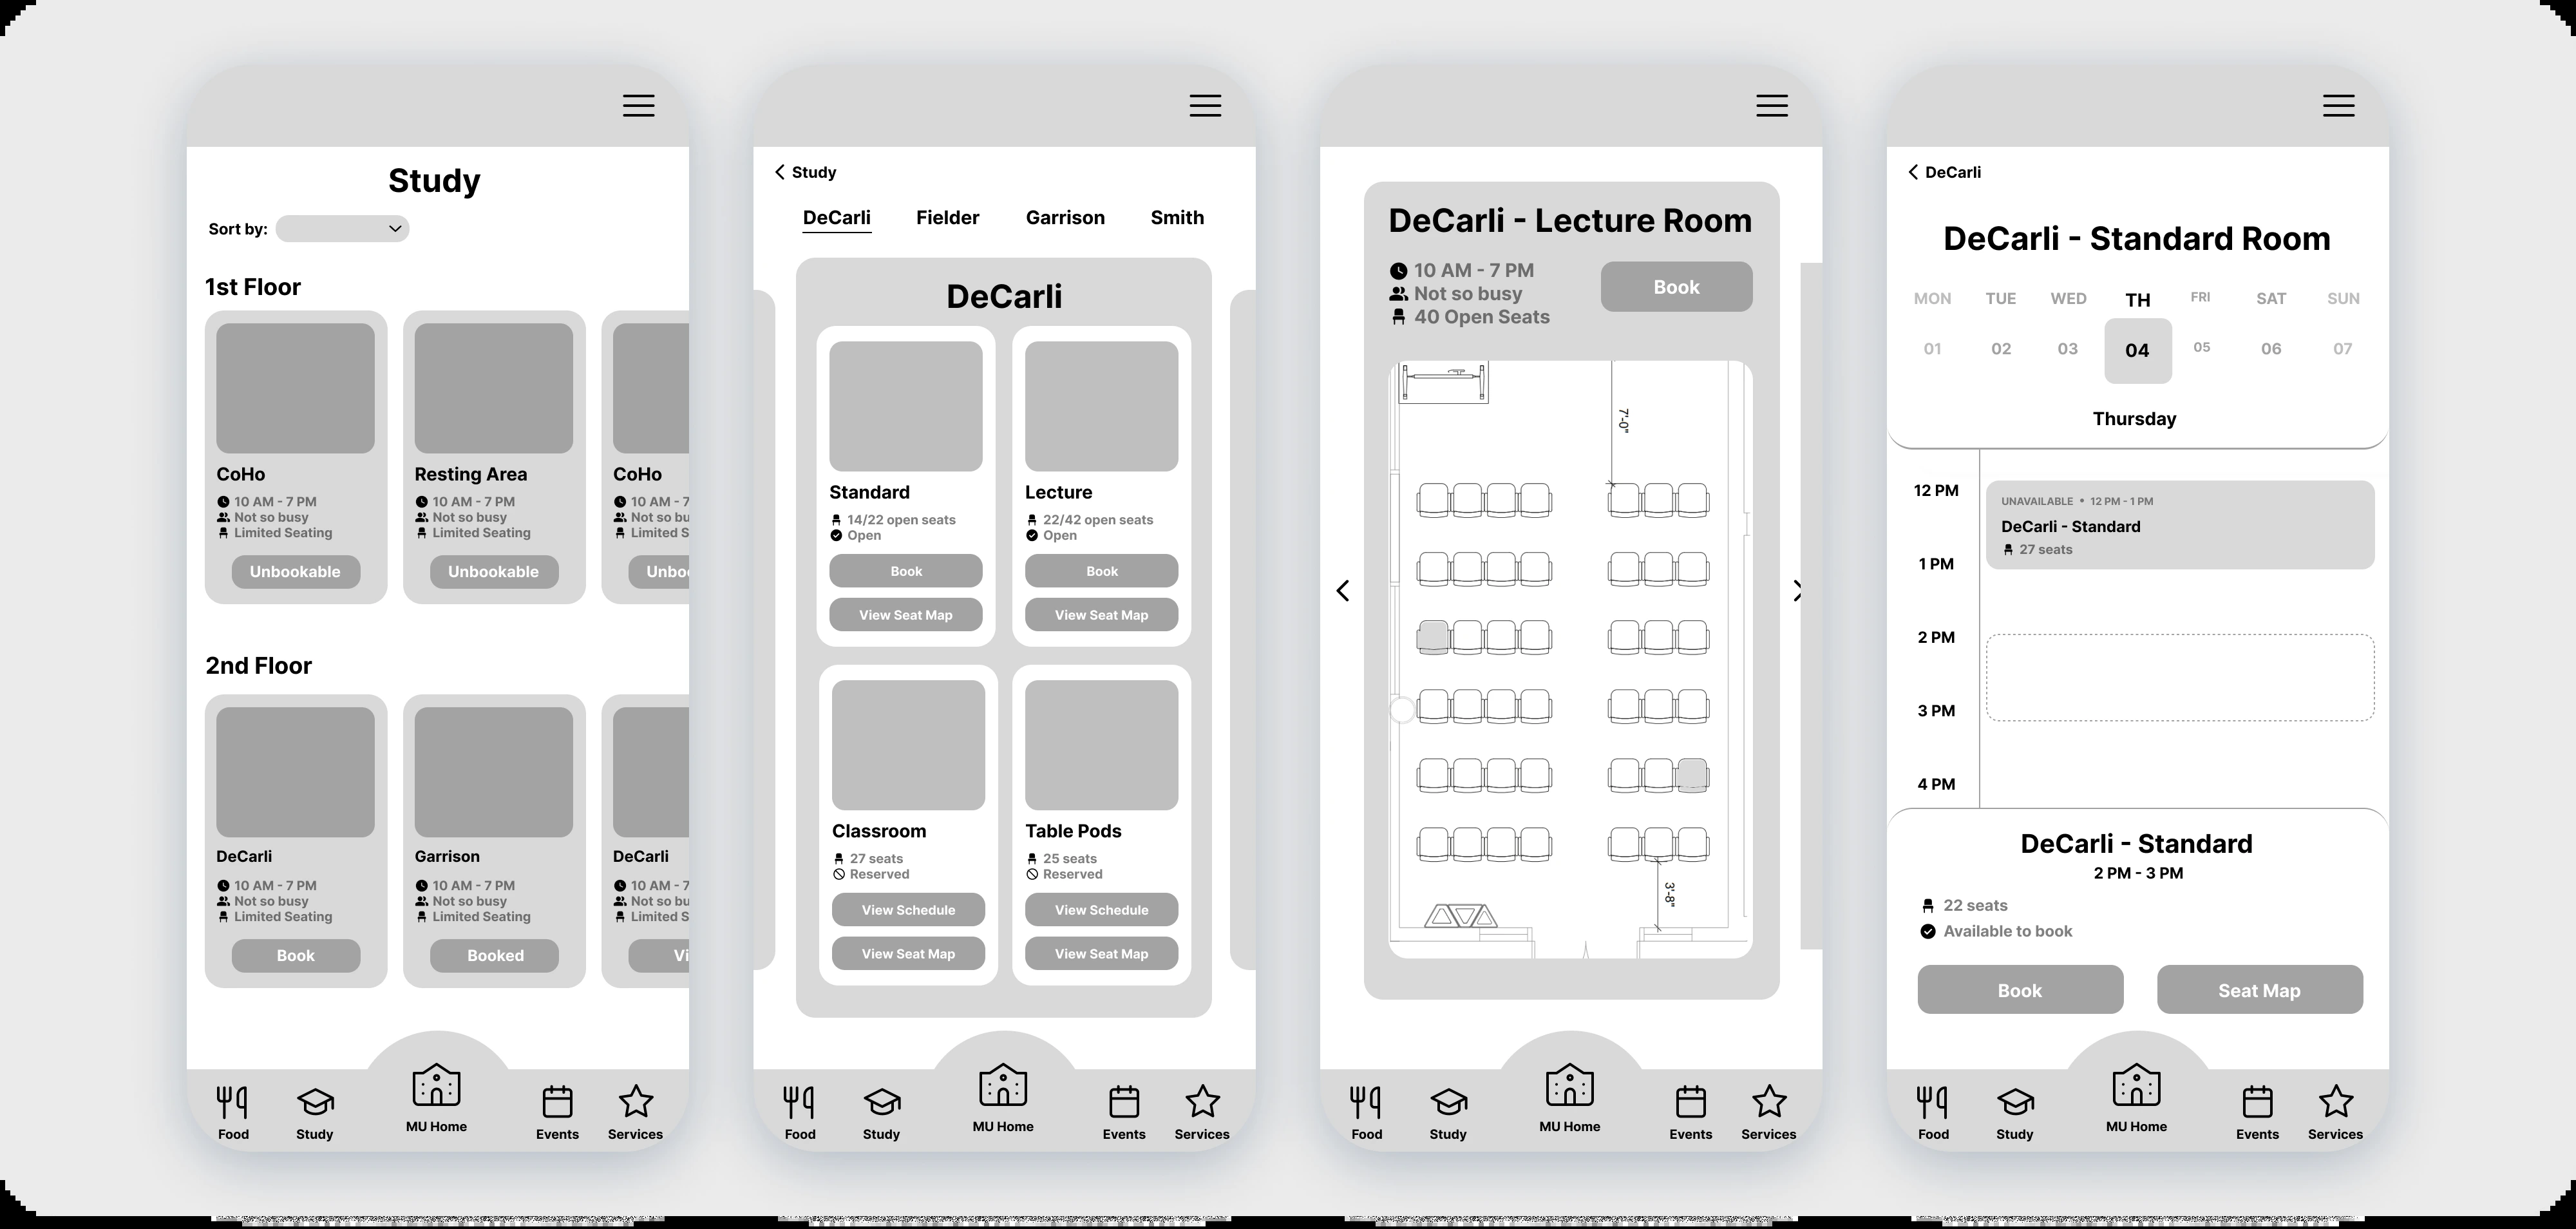 Study
Sort by:
1st Floor
CoHo
10 AM - 7 PM
Not so busy
Limited Seating
Unbookable
Resting Area
10 AM - 7 PM
Not so busy
Limited Seating
Unbookable
CoHo
10 AM - 7
Not so bu
Limited S
Unboo
2nd Floor
DeCarli
10 AM - 7 PM
Not so busy
Limited Seating
Book
Garrison
10 AM - 7 PM
Not so busy
Limited Seating
Booked
DeCarli
10 AM - 7
Not so bu
Limited S
Vi
Food
Study
MU Home
Events
Services
Study
DeCarli Fielder Garrison Smith
DeCarli
Standard
14/22 open seats
Open
Book
View Seat Map
Lecture
22/42 open seats
Open
Book
View Seat Map
Classroom
27 seats
Reserved
View Schedule
View Seat Map
Table Pods
25 seats
Reserved
View Schedule
View Seat Map
Food
Study
MU Home
Events
Services
DeCarli - Lecture Room
10 AM - 7 PM
Not so busy
40 Open Seats
Book
7'-0"
3'-8"
Food
Study
MU Home
Events
Services
DeCarli
DeCarli - Standard Room
MON TUE WED TH FRI SAT SUN
01 02 03 04 05 06 07
Thursday
12 PM
UNAVAILABLE • 12 PM - 1 PM
DeCarli - Standard
27 seats
1 PM
2 PM
3 PM
4 PM
DeCarli - Standard
2 PM - 3 PM
22 seats
Available to book
Book
Seat Map
Food
Study
MU Home
Events
Services